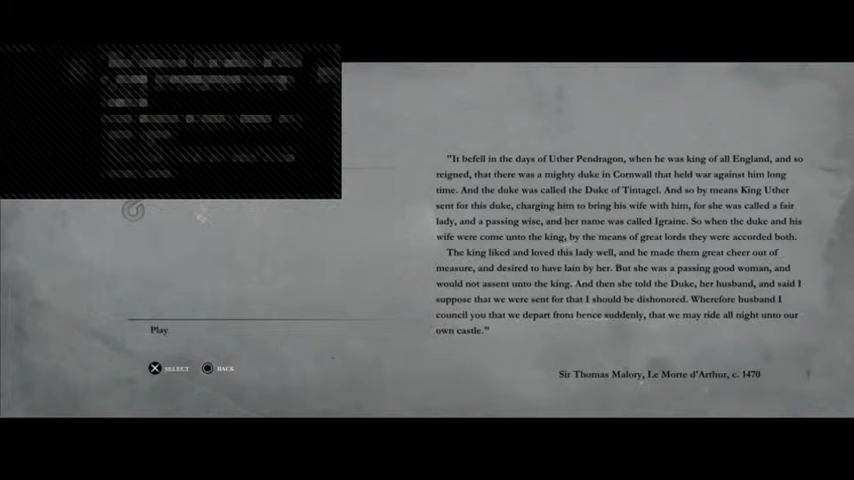 "It befell in the days of Uther Pendragon, when he was king of all England, and so
reigned, that there was a mighty duke in Cornwall that held war against him long
time. And the duke was called the Duke of Tintagel. And so by means King Uther
sent for this duke, charging him to bring his wife with him, for she was called a fair
lady, and a passing wise, and her name was called Igraine. So when the duke and his
wife were come unto the king, by the means of great lords they were accorded both.
The king liked and loved this lady well, and he made them great cheer out of
measure, and desired to have lain by her. But she was a passing good woman, and
would not assent unto the king. And then she told the Duke, her husband, and said I
suppose that we were sent for that I should be dishonored. Wherefore husband I
council you that we depart from hence suddenly, that we may ride all night unto our
own castle."
Sir Thomas Malory, Le Morte d'Arthur, c. 1470
Play
SELECT BACK